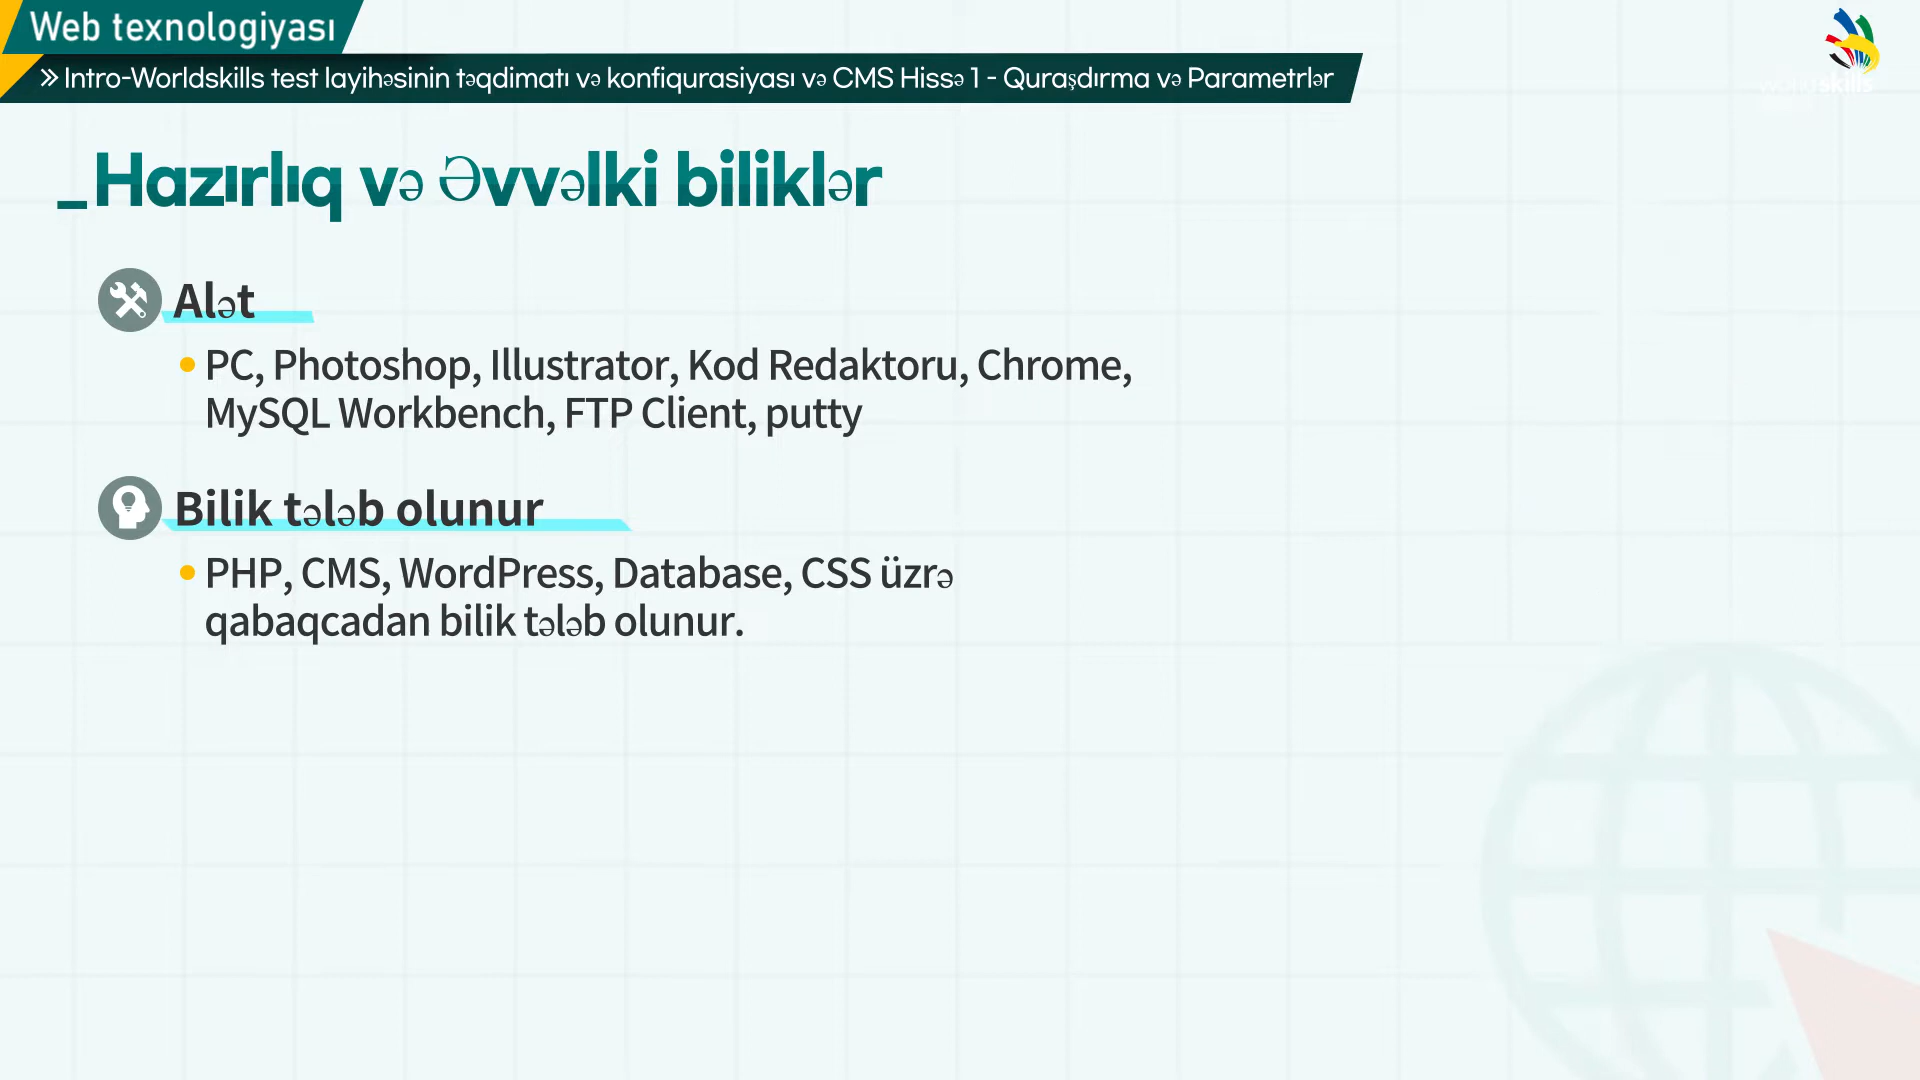 Web texnologiyası
» Intro-Worldskills test layihəsinin təqdimatı və konfiqurasiyası və CMS Hissə 1 - Quraşdırma və Parametrlər
world skills
_Hazırlıq və Əvvəlki biliklər
Alət
• PC, Photoshop, Illustrator, Kod Redaktoru, Chrome,
MySQL Workbench, FTP Client, putty
Bilik tələb olunur
• PHP, CMS, WordPress, Database, CSS üzrə
qabaqcadan bilik tələb olunur.